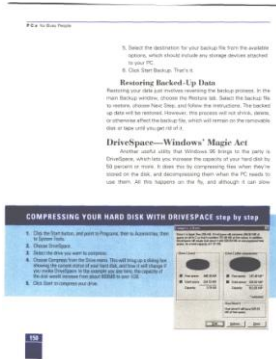 PCs for Busy People
5. Select the destination for your backup file from the available
options, which should include any storage devices attached
to your PC.
6. Click Start Backup. That's it.
Restoring Backed-Up Data
Restoring your data just involves reversing the backup process. In the
main Backup window, choose the Restore tab. Select the backup file
to restore, choose Next Step, and follow the instructions. The backed
up data will be restored. However, this process will not shrink, delete,
or otherwise affect the backup file, which will remain on the removable
disk or tape until you get rid of it.
DriveSpace—Windows' Magic Act
Another useful utility that Windows 95 brings to the party is
DriveSpace, which lets you increase the capacity of your hard disk by
50 percent or more. It does this by compressing files when they're
stored on the disk, and decompressing them when the PC needs to
use them. All this happens on the fly, and although it can slow
COMPRESSING YOUR HARD DISK WITH DRIVESPACE step by step
1. Click the Start button, and point to Programs, then to Accessories, then
to System Tools.
2. Choose DriveSpace.
3. Select the drive you want to compress.
4. Choose Compress from the Drive menu. This will bring up a dialog box
showing the current status of your hard disk, and how it will change if
you invoke DriveSpace. In the example you see here, the capacity of
the disk would increase from about
5. Click Start to compress your drive.
150